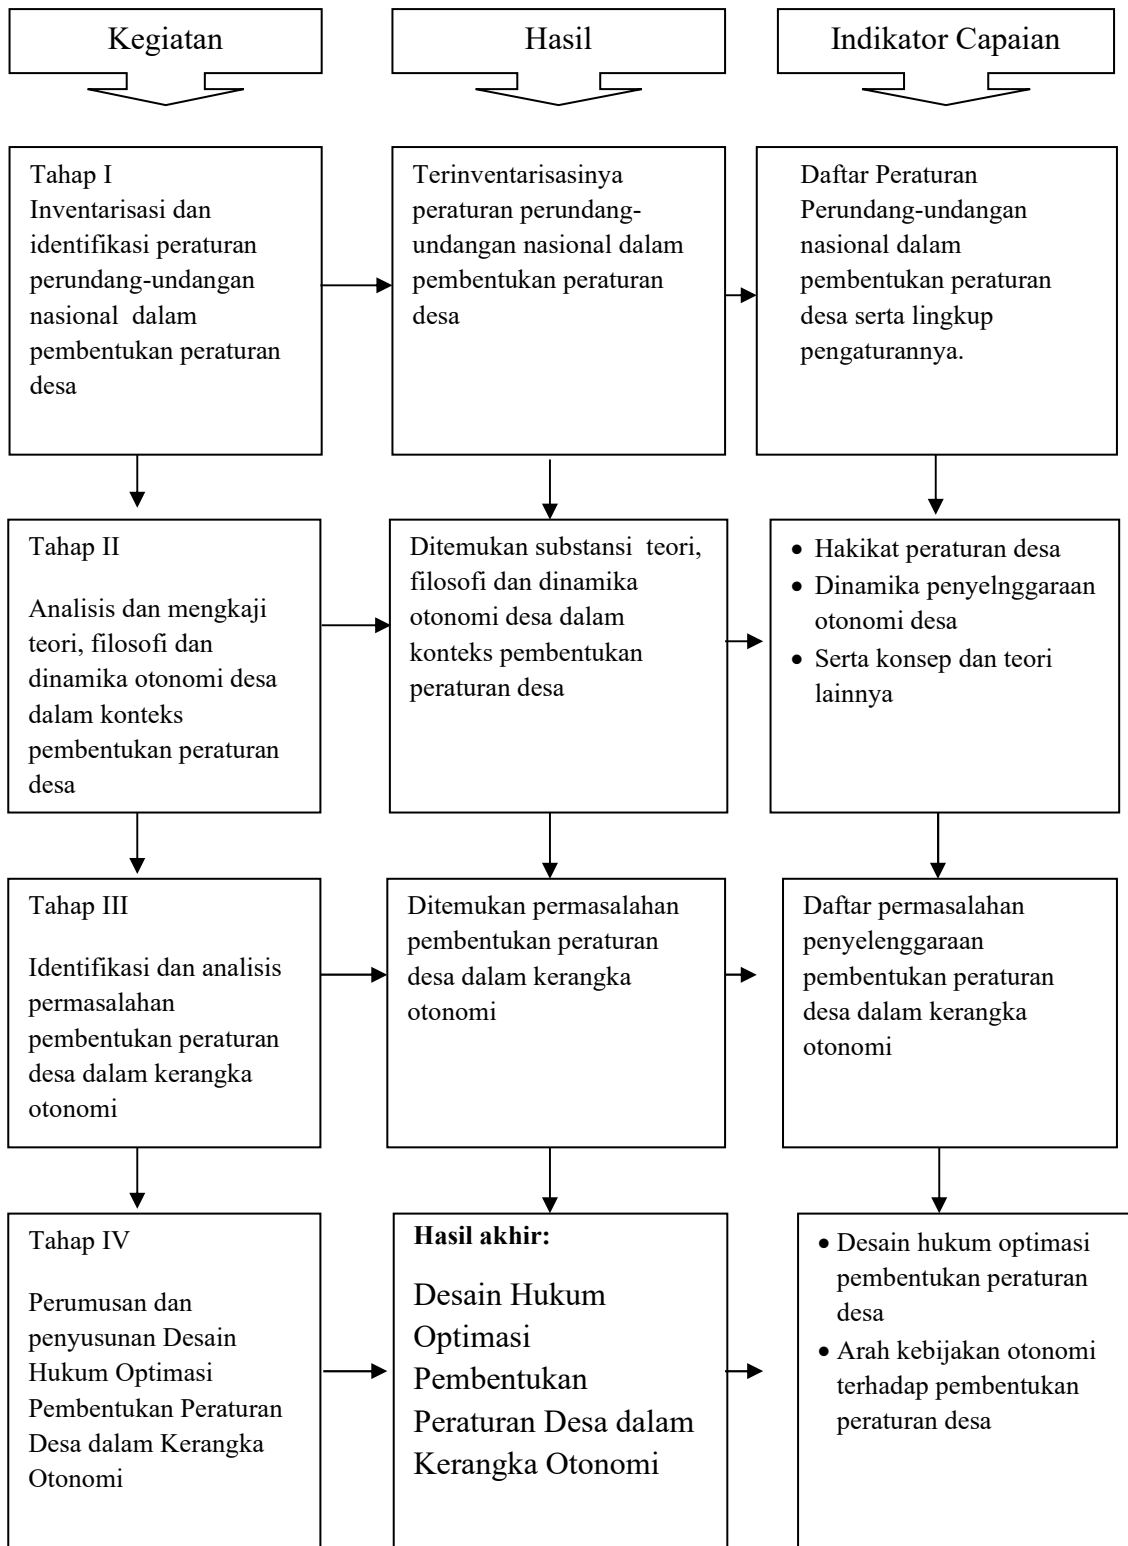 Kegiatan
Hasil
Indikator Capaian
Tahap I
Inventarisasi dan
identifikasi peraturan
perundang-undangan
nasional  dalam
pembentukan peraturan
desa
Terinventarisasinya
peraturan perundang-
undangan nasional dalam
pembentukan peraturan
desa
Daftar Peraturan
Perundang-undangan
nasional dalam
pembentukan peraturan
desa serta lingkup
pengaturannya.
Tahap II
Analisis dan mengkaji
teori, filosofi dan
dinamika otonomi desa
dalam konteks
pembentukan peraturan
desa
Ditemukan substansi  teori,
filosofi dan dinamika
otonomi desa dalam
konteks pembentukan
peraturan desa
• Hakikat peraturan desa
• Dinamika penyelnggaraan
otonomi desa
• Serta konsep dan teori
lainnya
Tahap III
Identifikasi dan analisis
permasalahan
pembentukan peraturan
desa dalam kerangka
otonomi
Ditemukan permasalahan
pembentukan peraturan
desa dalam kerangka
otonomi
Daftar permasalahan
penyelenggaraan
pembentukan peraturan
desa dalam kerangka
otonomi
Tahap IV
Perumusan dan
penyusunan Desain
Hukum Optimasi
Pembentukan Peraturan
Desa dalam Kerangka
Otonomi
Hasil akhir:
Desain Hukum
Optimasi
Pembentukan
Peraturan Desa dalam
Kerangka Otonomi
• Desain hukum optimasi
pembentukan peraturan
desa
• Arah kebijakan otonomi
terhadap pembentukan
peraturan desa